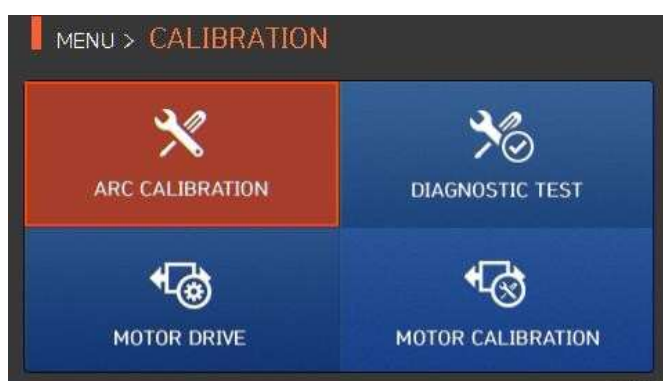 MENU > CALIBRATION
ARC CALIBRATION
DIAGNOSTIC TEST
MOTOR DRIVE
MOTOR CALIBRATION